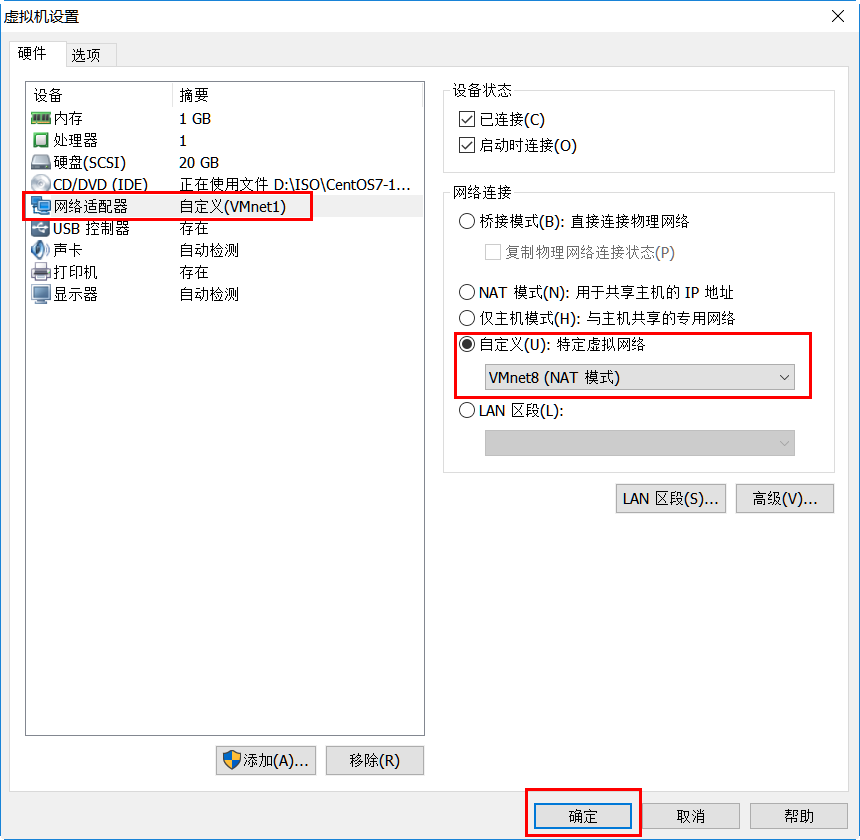 虚拟机设置
硬件 选项
设备 摘要
内存 1 GB
处理器 1
硬盘(SCSI) 20 GB
CD/DVD (IDE) 正在使用文件 D:\ISO\CentOS7-1...
网络适配器 自定义(VMnet1)
USB 控制器 存在
声卡 自动检测
打印机 存在
显示器 自动检测
添加(A)... 移除(R)
设备状态
已连接(C)
启动时连接(O)
网络连接
桥接模式(B): 直接连接物理网络
复制物理网络连接状态(P)
NAT 模式(N): 用于共享主机的 IP 地址
仅主机模式(H): 与主机共享的专用网络
自定义(U): 特定虚拟网络
VMnet8 (NAT 模式)
LAN 区段(L):
LAN 区段(S)... 高级(V)...
确定 取消 帮助